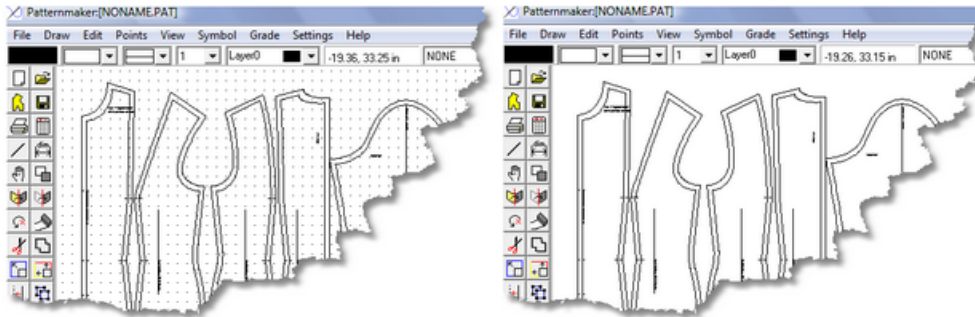 Patternmaker:[NONAME.PAT]
File Draw Edit Points View Symbol Grade Settings Help
1 Layer0 -19.36, 33.25 in NONE
Patternmaker:[NONAME.PAT]
File Draw Edit Points View Symbol Grade Settings Help
1 Layer0 -19.26, 33.15 in NONE